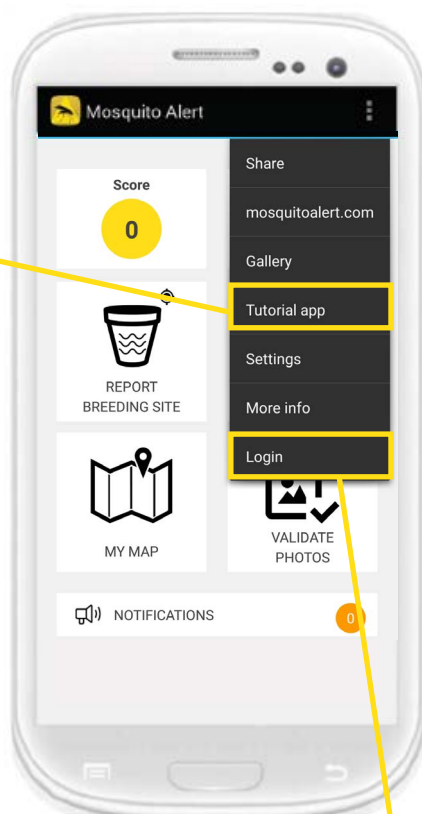 Mosquito Alert
Share
mosquitoalert.com
Gallery
Tutorial app
Settings
More info
Login
Score
0
REPORT
BREEDING SITE
MY MAP
VALIDATE
PHOTOS
NOTIFICATIONS
0